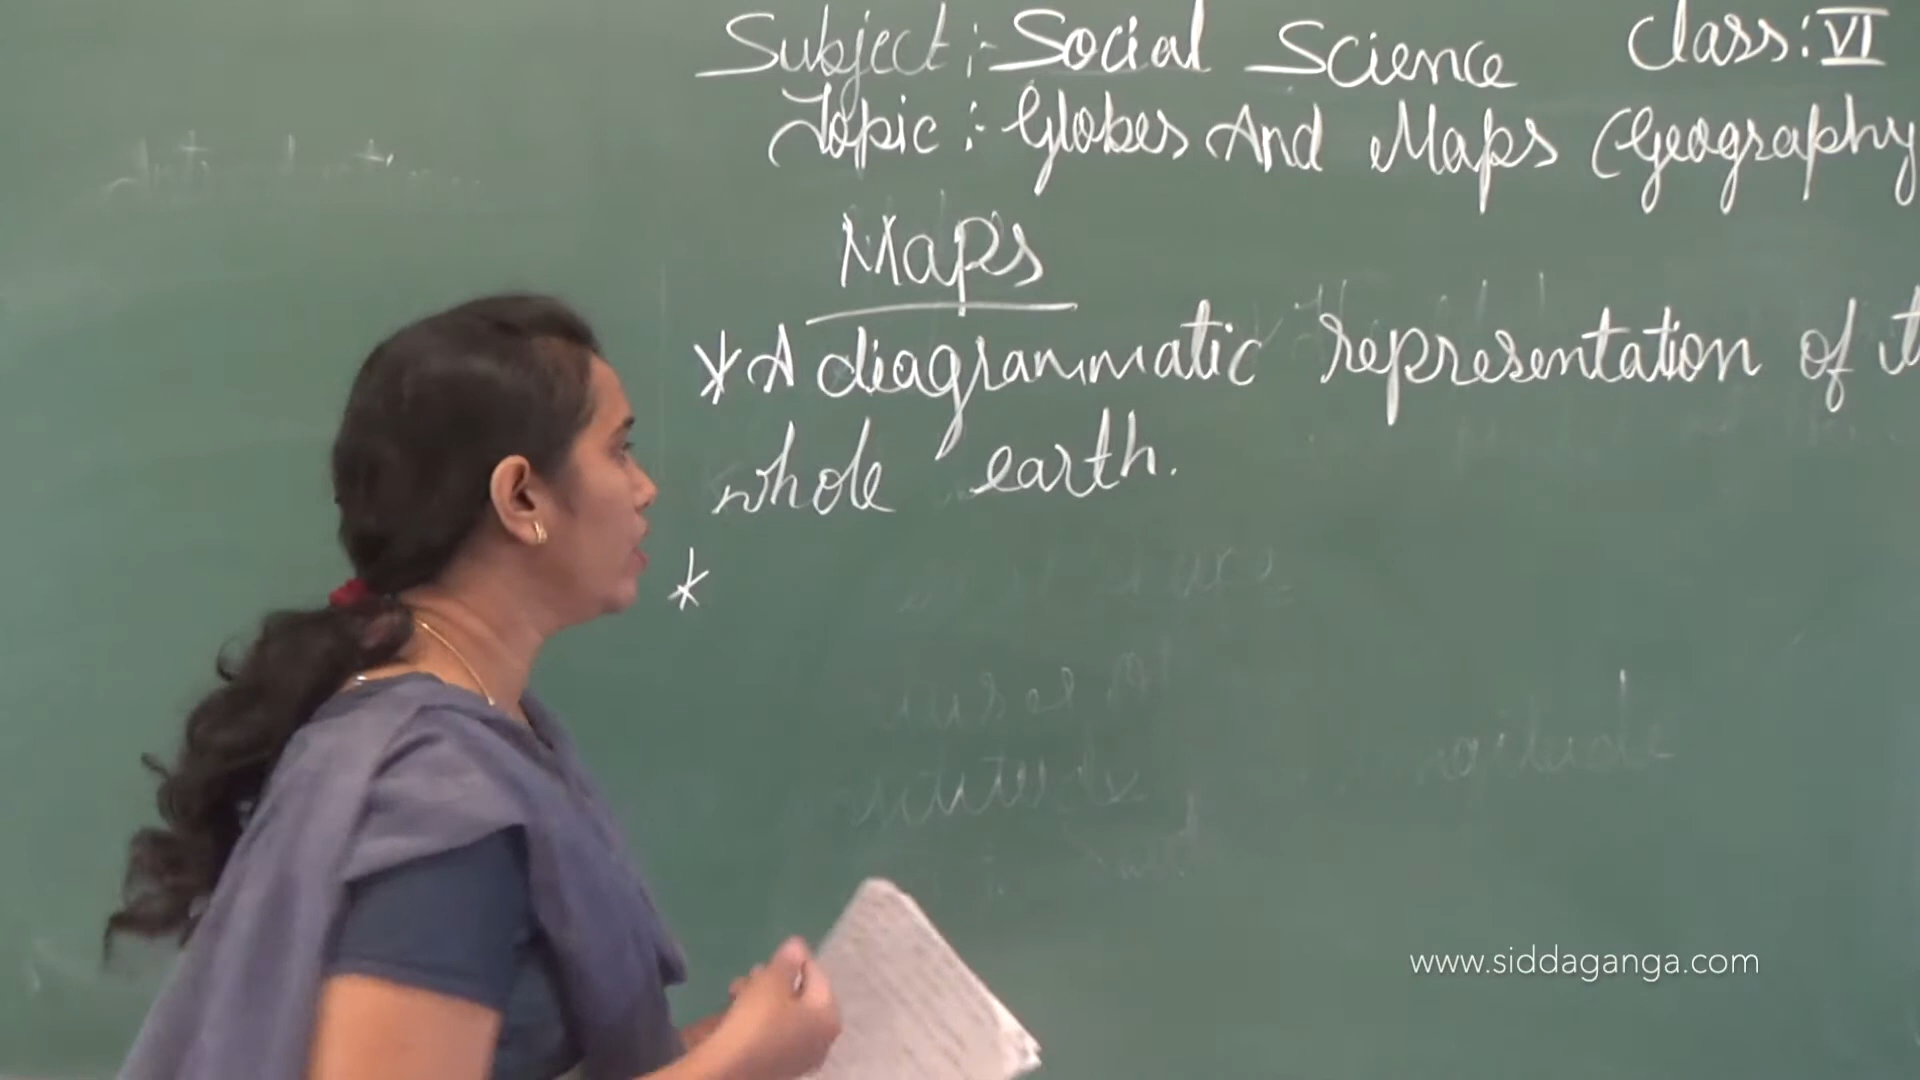 Subject :- Social Science Class: VI
Topic :- Globes And Maps (Geography
Maps
* A diagrammatic representation of
whole earth.
*
longitude
www.siddaganga.com